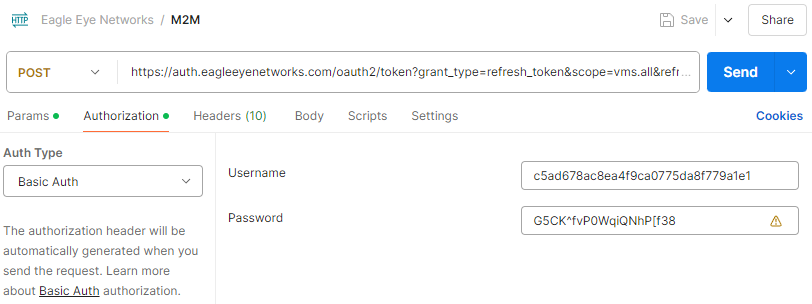 HTTP Eagle Eye Networks / M2M Save Share
POST https://auth.eagleeyenetworks.com/oauth2/token?grant_type=refresh_token&scope=vms.all&refr... Send
Params Authorization Headers (10) Body Scripts Settings Cookies
Auth Type
Basic Auth
The authorization header will be
automatically generated when you
send the request. Learn more
about Basic Auth authorization.
Username c5ad678ac8ea4f9ca0775da8f779a1e1
Password G5CK^fvP0WqiQNhP[f38